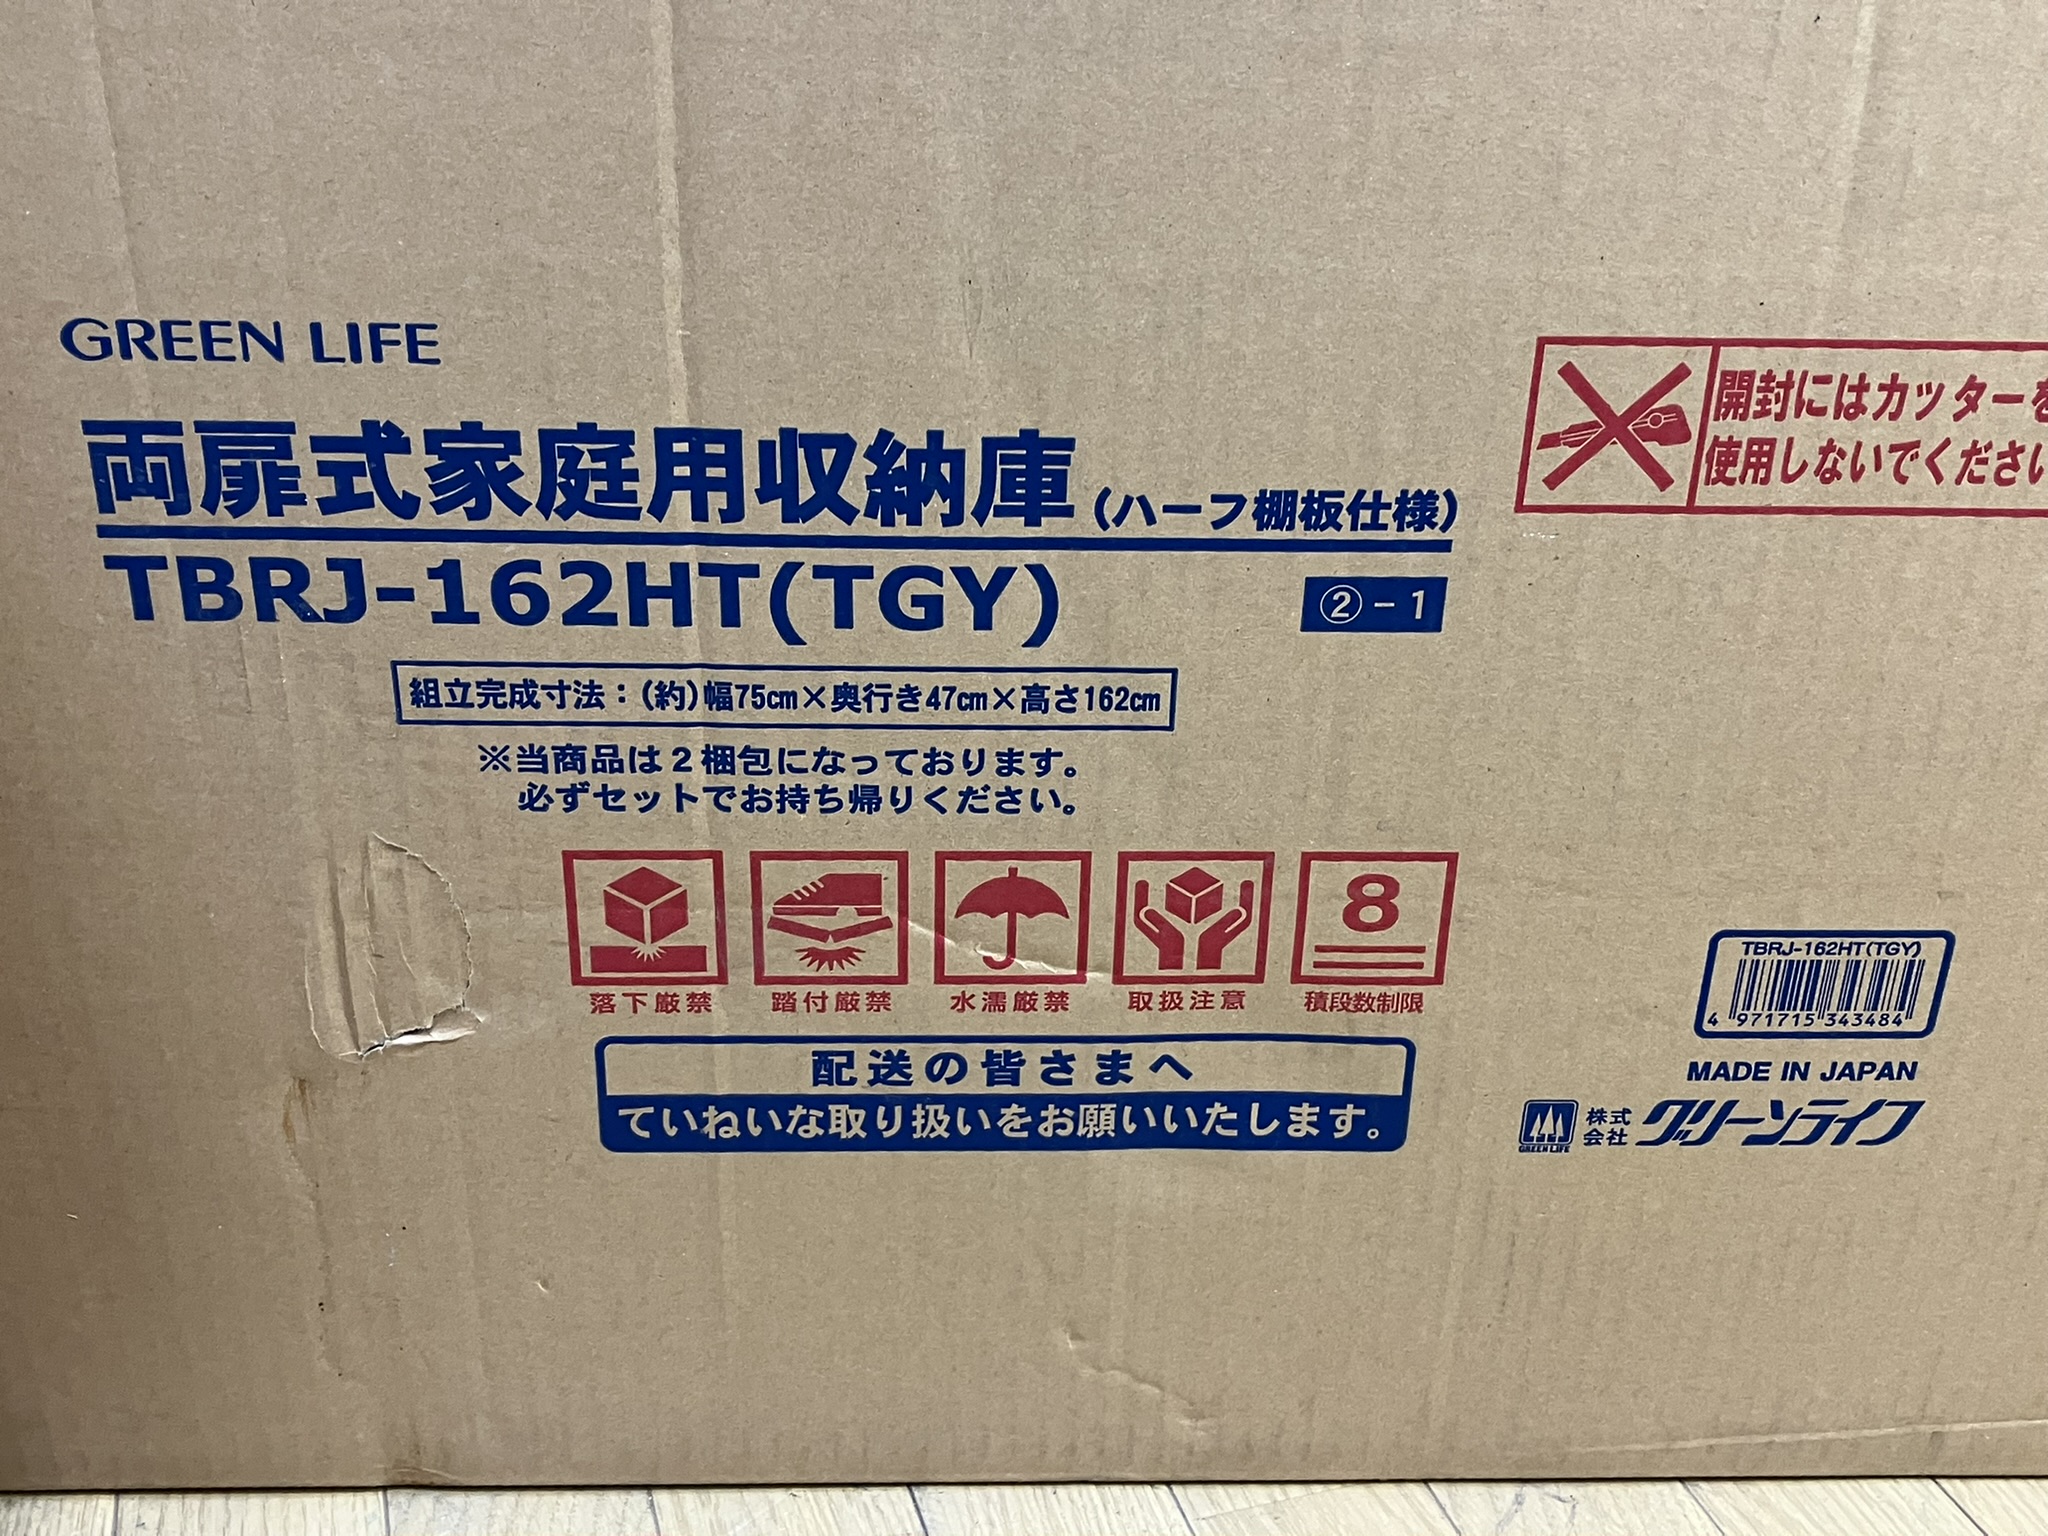 GREEN LIFE
両扉式家庭用収納庫(ハーフ棚板仕様)
TBRJ-162HT(TGY)
②-1
組立完成寸法:(約)幅75㎝×奥行き47㎝×高さ162㎝
※当商品は2梱包になっております。
必ずセットでお持ち帰りください。
8
落下厳禁
踏付厳禁
水濡厳禁
取扱注意
積段数制限
配送の皆さまへ
ていねいな取り扱いをお願いいたします。
開封にはカッターを
使用しないでください
TBRJ-162HT(TGY)
4 971715 343484
MADE IN JAPAN
GREEN LIFE
株式会社 グリーンライフ